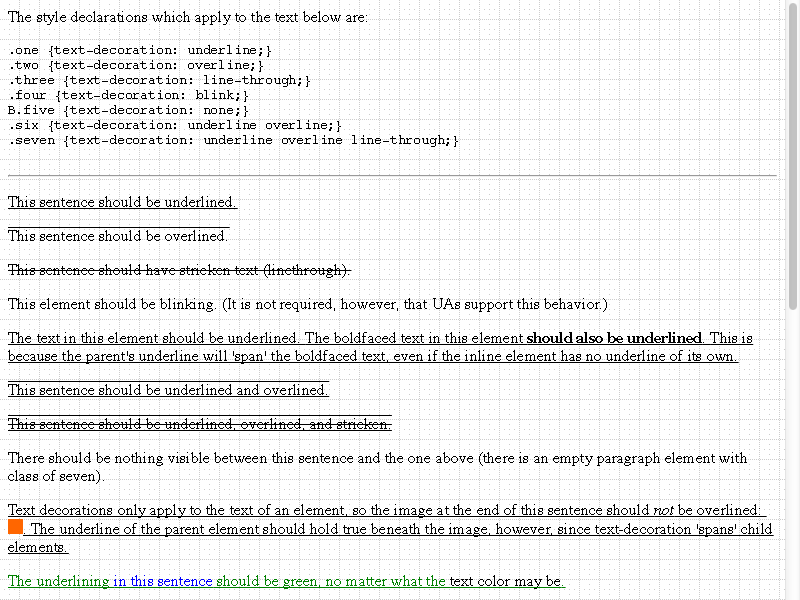 The style declarations which apply to the text below are:
.one {text-decoration: underline;}
.two {text-decoration: overline;}
.three {text-decoration: line-through;}
.four {text-decoration: blink;}
B.five {text-decoration: none;}
.six {text-decoration: underline overline;}
.seven {text-decoration: underline overline line-through;}
This sentence should be underlined.
This sentence should be overlined.
This sentence should have stricken text (linethrough).
This element should be blinking. (It is not required, however, that UAs support this behavior.)
The text in this element should be underlined. The boldfaced text in this element should also be underlined. This is
because the parent's underline will 'span' the boldfaced text, even if the inline element has no underline of its own.
This sentence should be underlined and overlined.
This sentence should be underlined, overlined, and stricken.
There should be nothing visible between this sentence and the one above (there is an empty paragraph element with
class of seven).
Text decorations only apply to the text of an element, so the image at the end of this sentence should not be overlined:
. The underline of the parent element should hold true beneath the image, however, since text-decoration 'spans' child
elements.
The underlining in this sentence should be green, no matter what the text color may be.